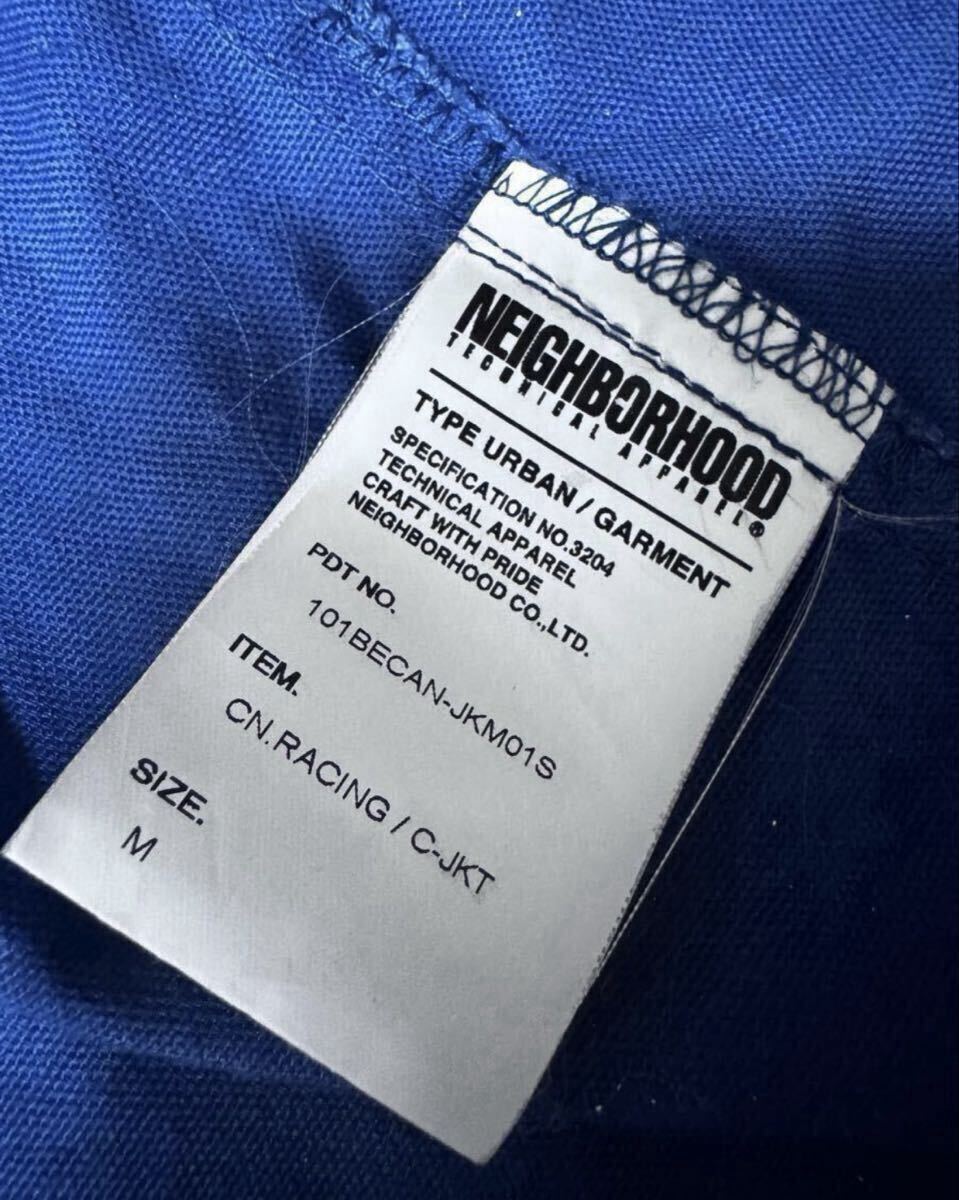 NEIGHBORHOOD
TECHNICAL APPAREL®
TYPE URBAN / GARMENT
SPECIFICATION NO.3204
TECHNICAL APPAREL
CRAFT WITH PRIDE
NEIGHBORHOOD CO.,LTD.
PDT NO.
101BECAN-JKM01S
ITEM.
CN.RACING / C-JKT
SIZE.
M